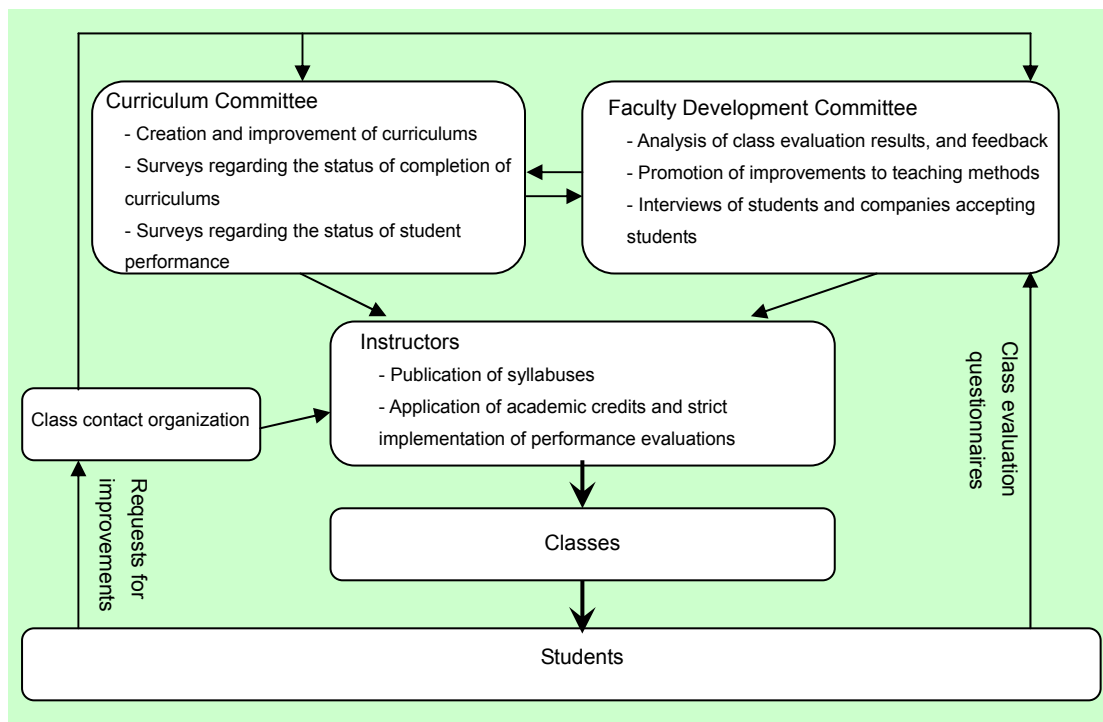 Curriculum Committee
- Creation and improvement of curriculums
- Surveys regarding the status of completion of
curriculums
- Surveys regarding the status of student
performance
Faculty Development Committee
- Analysis of class evaluation results, and feedback
- Promotion of improvements to teaching methods
- Interviews of students and companies accepting
students
Instructors
- Publication of syllabuses
- Application of academic credits and strict
implementation of performance evaluations
Class contact organization
Class evaluation
questionnaires
Requests for
improvements
Classes
Students